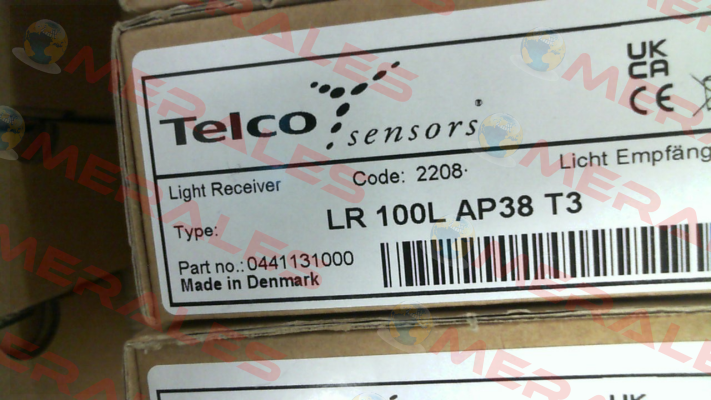 Telco sensors®
UK
CA
CE
Light Receiver
Code: 2208
Licht Empfäng
Type:
LR 100L AP38 T3
Part no.: 0441131000
Made in Denmark
OMERALES